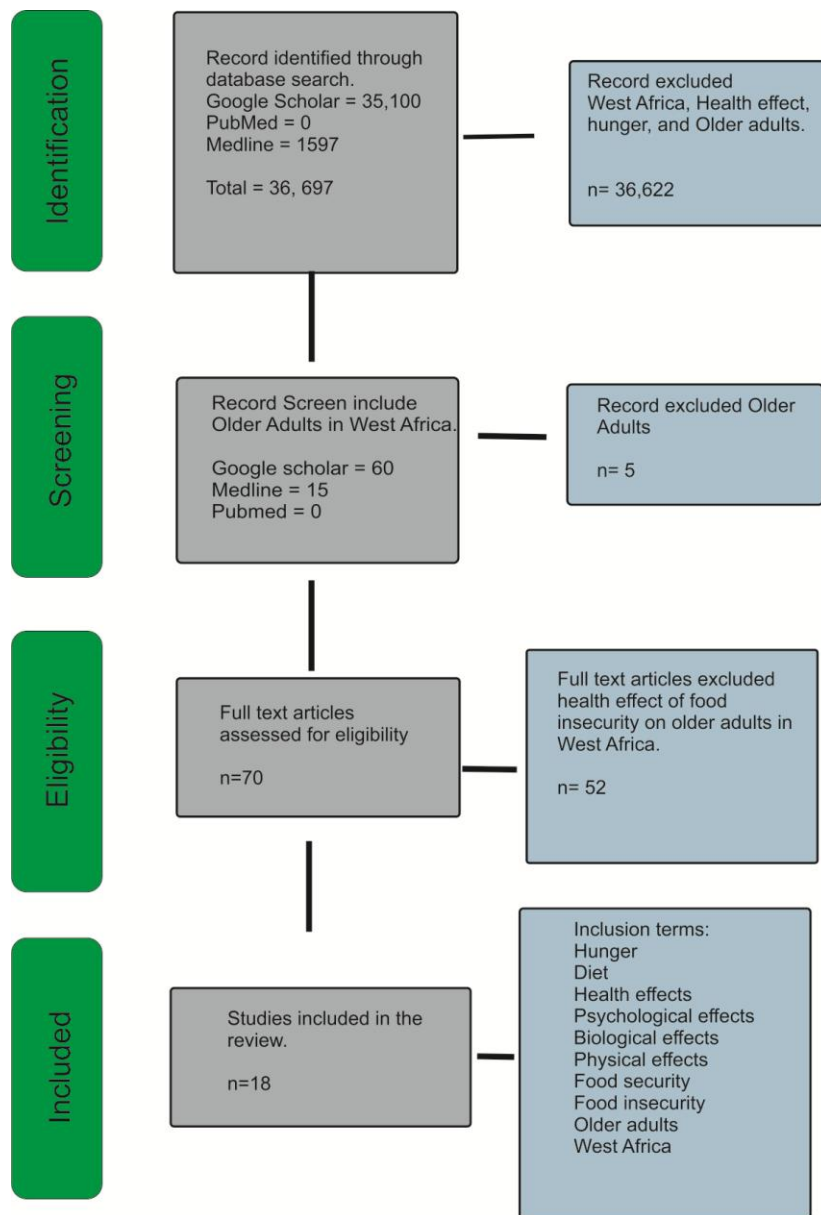 Identification
Record identified through
database search.
Google Scholar = 35,100
PubMed = 0
Medline = 1597
Total = 36, 697
Record excluded
West Africa, Health effect,
hunger, and Older adults.
n= 36,622
Screening
Record Screen include
Older Adults in West Africa.
Google scholar = 60
Medline = 15
Pubmed = 0
Record excluded Older
Adults
n= 5
Eligibility
Full text articles
assessed for eligibility
n=70
Full text articles excluded
health effect of food
insecurity on older adults in
West Africa.
n= 52
Included
Studies included in the
review.
n=18
Inclusion terms:
Hunger
Diet
Health effects
Psychological effects
Biological effects
Physical effects
Food security
Food insecurity
Older adults
West Africa